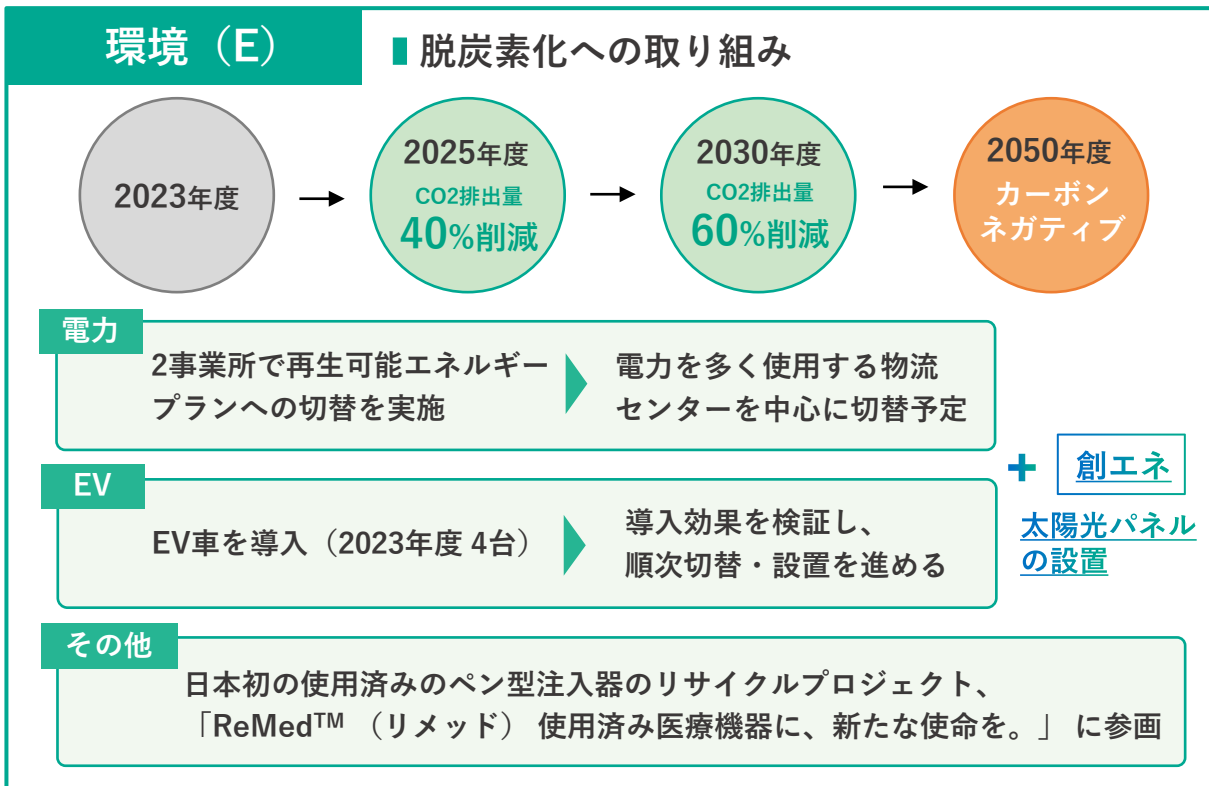 環境（E）
脱炭素化への取り組み
2023年度
2025年度
CO2排出量
40%削減
2030年度
CO2排出量
60%削減
2050年度
カーボン
ネガティブ
電力
2事業所で再生可能エネルギー
プランへの切替を実施
電力を多く使用する物流
センターを中心に切替予定
EV
EV車を導入（2023年度 4台）
導入効果を検証し、
順次切替・設置を進める
+
創エネ
太陽光パネル
の設置
その他
日本初の使用済みのペン型注入器のリサイクルプロジェクト、
「ReMed™ （リメッド） 使用済み医療機器に、新たな使命を。」 に参画